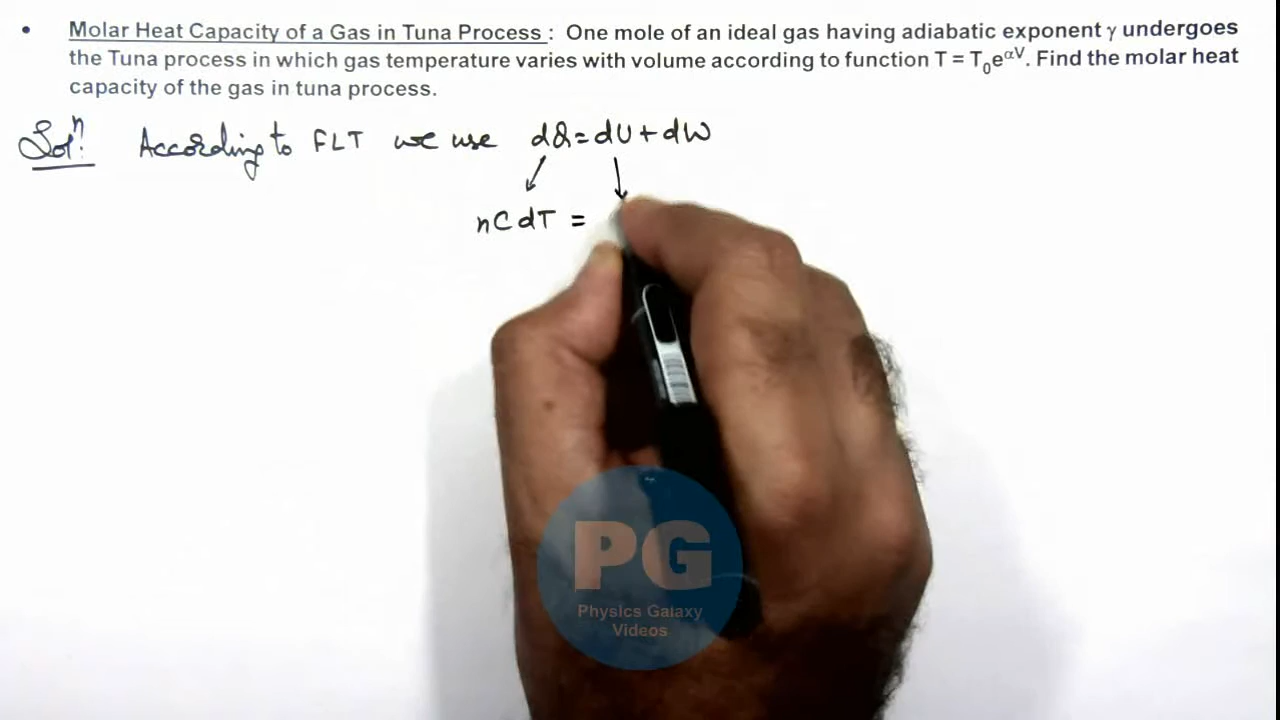 • Molar Heat Capacity of a Gas in Tuna Process : One mole of an ideal gas having adiabatic exponent γ undergoes
the Tuna process in which gas temperature varies with volume according to function T = T₀e^αV. Find the molar heat
capacity of the gas in tuna process.
Solⁿ: According to FLT we use dQ = dU + dW
nCdT =
PG
Physics Galaxy
Videos